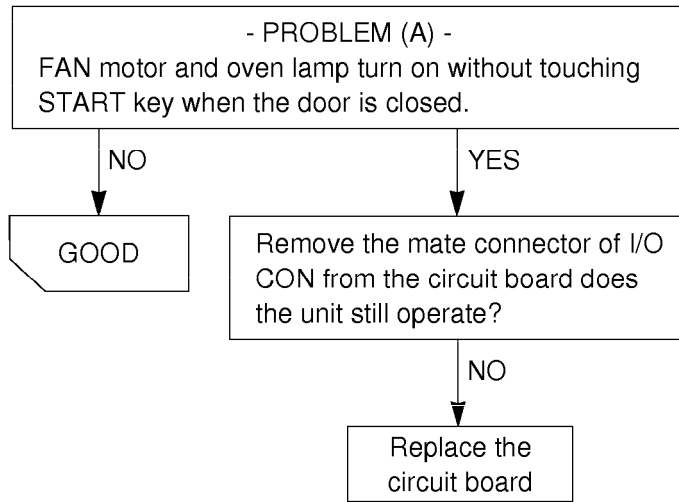 - PROBLEM (A) -
FAN motor and oven lamp turn on without touching
START key when the door is closed.
NO
YES
GOOD
Remove the mate connector of I/O
CON from the circuit board does
the unit still operate?
NO
Replace the
circuit board